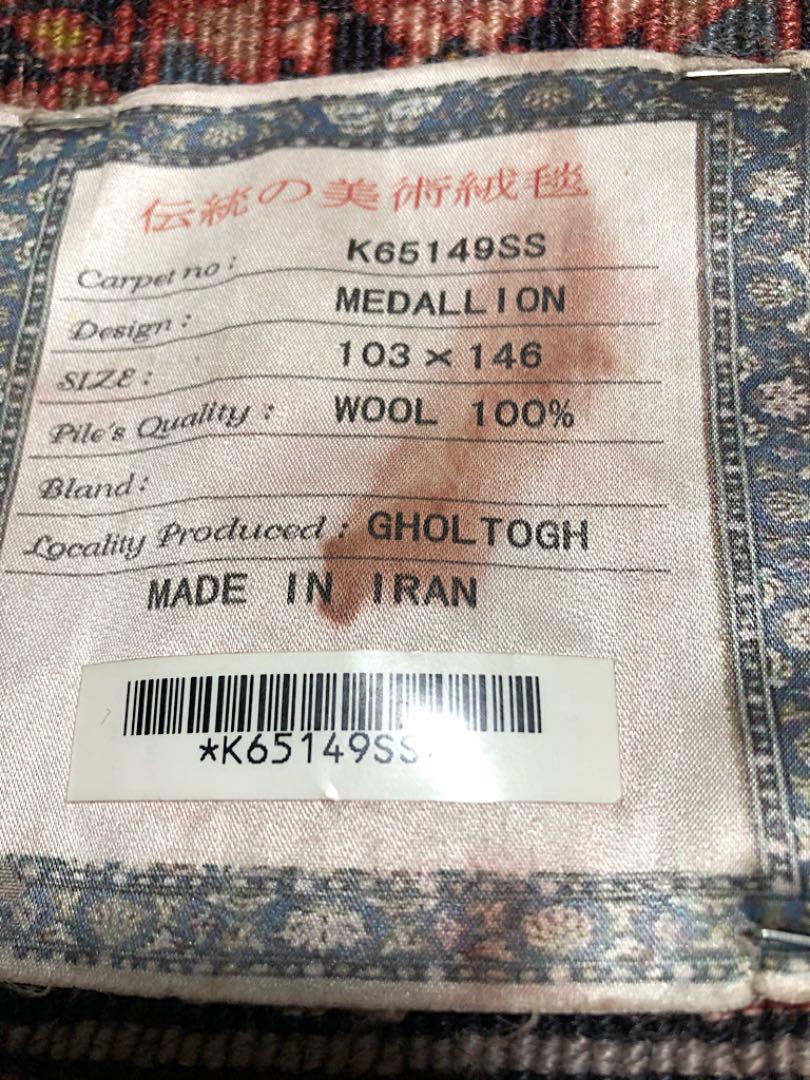 伝統の美術絨毯
Carpet no : K65149SS
Design : MEDALLION
SIZE : 103 × 146
Pile's Quality : WOOL 100%
Bland :
Locality Produced : GHOLTOGH
MADE IN IRAN
*K65149SS